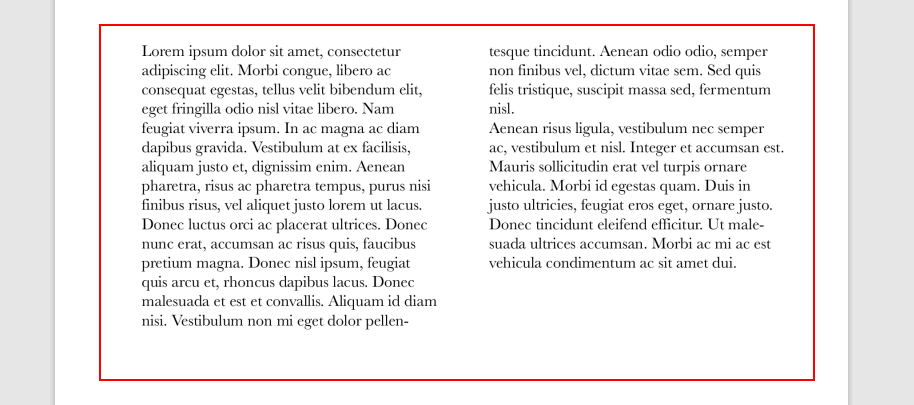 Lorem ipsum dolor sit amet, consectetur
adipiscing elit. Morbi congue, libero ac
consequat egestas, tellus velit bibendum elit,
eget fringilla odio nisl vitae libero. Nam
feugiat viverra ipsum. In ac magna ac diam
dapibus gravida. Vestibulum at ex facilisis,
aliquam justo et, dignissim enim. Aenean
pharetra, risus ac pharetra tempus, purus nisi
finibus risus, vel aliquet justo lorem ut lacus.
Donec luctus orci ac placerat ultrices. Donec
nunc erat, accumsan ac risus quis, faucibus
pretium magna. Donec nisl ipsum, feugiat
quis arcu et, rhoncus dapibus lacus. Donec
malesuada et est et convallis. Aliquam id diam
nisi. Vestibulum non mi eget dolor pellen-
tesque tincidunt. Aenean odio odio, semper
non finibus vel, dictum vitae sem. Sed quis
felis tristique, suscipit massa sed, fermentum
nisl.
Aenean risus ligula, vestibulum nec semper
ac, vestibulum et nisl. Integer et accumsan est.
Mauris sollicitudin erat vel turpis ornare
vehicula. Morbi id egestas quam. Duis in
justo ultricies, feugiat eros eget, ornare justo.
Donec tincidunt eleifend efficitur. Ut male-
suada ultrices accumsan. Morbi ac mi ac est
vehicula condimentum ac sit amet dui.